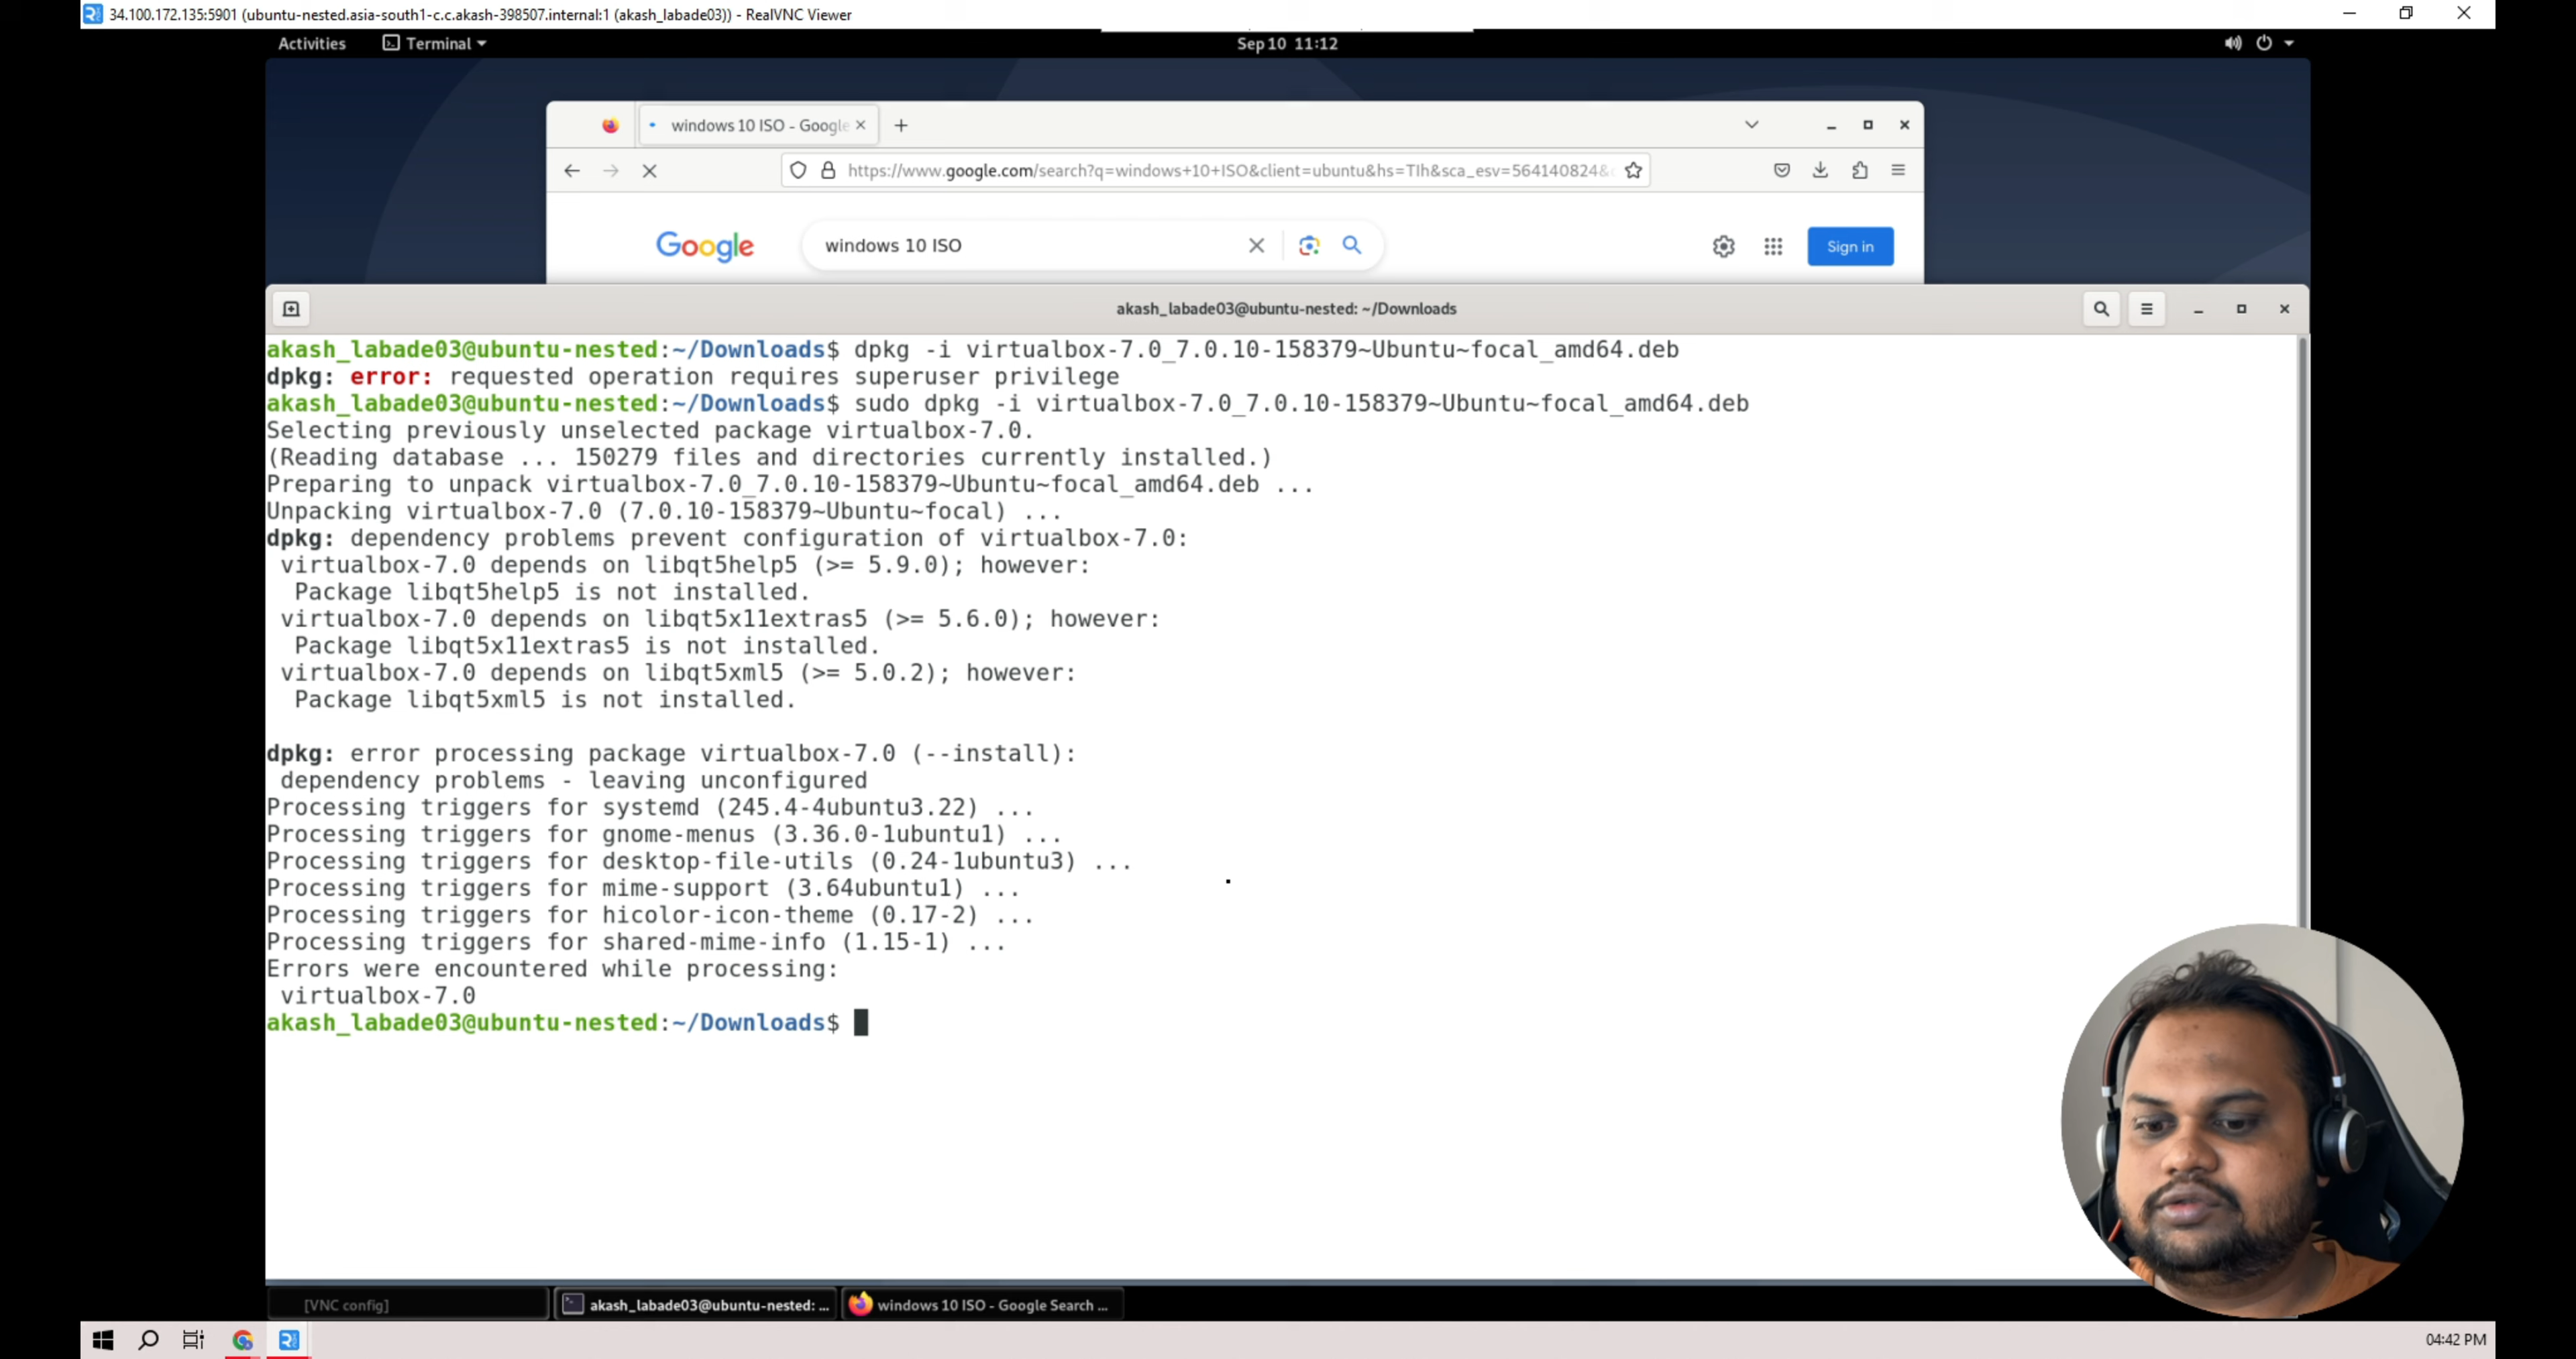 34.100.172.135:5901 (ubuntu-nested.asia-south1-c.c.akash-398507.internal:1 (akash_labade03)) - RealVNC Viewer
Activities Terminal Sep 10 11:12
windows 10 ISO - Google
https://www.google.com/search?q=windows+10+ISO&client=ubuntu&hs=TIh&sca_esv=564140824&
Google windows 10 ISO Sign in
akash_labade03@ubuntu-nested: ~/Downloads
akash_labade03@ubuntu-nested:~/Downloads$ dpkg -i virtualbox-7.0_7.0.10-158379~Ubuntu~focal_amd64.deb
dpkg: error: requested operation requires superuser privilege
akash_labade03@ubuntu-nested:~/Downloads$ sudo dpkg -i virtualbox-7.0_7.0.10-158379~Ubuntu~focal_amd64.deb
Selecting previously unselected package virtualbox-7.0.
(Reading database ... 150279 files and directories currently installed.)
Preparing to unpack virtualbox-7.0_7.0.10-158379~Ubuntu~focal_amd64.deb ...
Unpacking virtualbox-7.0 (7.0.10-158379~Ubuntu~focal) ...
dpkg: dependency problems prevent configuration of virtualbox-7.0:
virtualbox-7.0 depends on libqt5help5 (>= 5.9.0); however:
Package libqt5help5 is not installed.
virtualbox-7.0 depends on libqt5x11extras5 (>= 5.6.0); however:
Package libqt5x11extras5 is not installed.
virtualbox-7.0 depends on libqt5xml5 (>= 5.0.2); however:
Package libqt5xml5 is not installed.
dpkg: error processing package virtualbox-7.0 (--install):
dependency problems - leaving unconfigured
Processing triggers for systemd (245.4-4ubuntu3.22) ...
Processing triggers for gnome-menus (3.36.0-1ubuntu1) ...
Processing triggers for desktop-file-utils (0.24-1ubuntu3) ...
Processing triggers for mime-support (3.64ubuntu1) ...
Processing triggers for hicolor-icon-theme (0.17-2) ...
Processing triggers for shared-mime-info (1.15-1) ...
Errors were encountered while processing:
virtualbox-7.0
akash_labade03@ubuntu-nested:~/Downloads$
[VNC config] akash_labade03@ubuntu-nested: ... windows 10 ISO - Google Search ...
04:42 PM